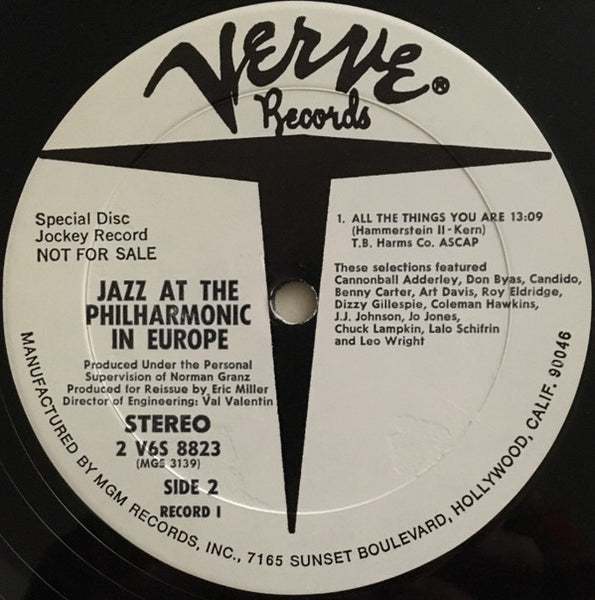 Verve®
Records
Special Disc
Jockey Record
NOT FOR SALE
JAZZ AT THE
PHILHARMONIC
IN EUROPE
Produced Under the Personal
Supervision of Norman Granz
Produced for Reissue by Eric Miller
Director of Engineering: Val Valentin
STEREO
2 V6S 8823
(MGS 3139)
SIDE 2
RECORD I
1. ALL THE THINGS YOU ARE 13:09
(Hammerstein II - Kern)
T.B. Harms Co. ASCAP
These selections featured
Cannonball Adderley, Don Byas, Candido,
Benny Carter, Art Davis, Roy Eldridge,
Dizzy Gillespie, Coleman Hawkins,
J.J. Johnson, Jo Jones,
Chuck Lampkin, Lalo Schifrin
and Leo Wright
MANUFACTURED BY MGM RECORDS, INC., 7165 SUNSET BOULEVARD, HOLLYWOOD, CALIF. 90046